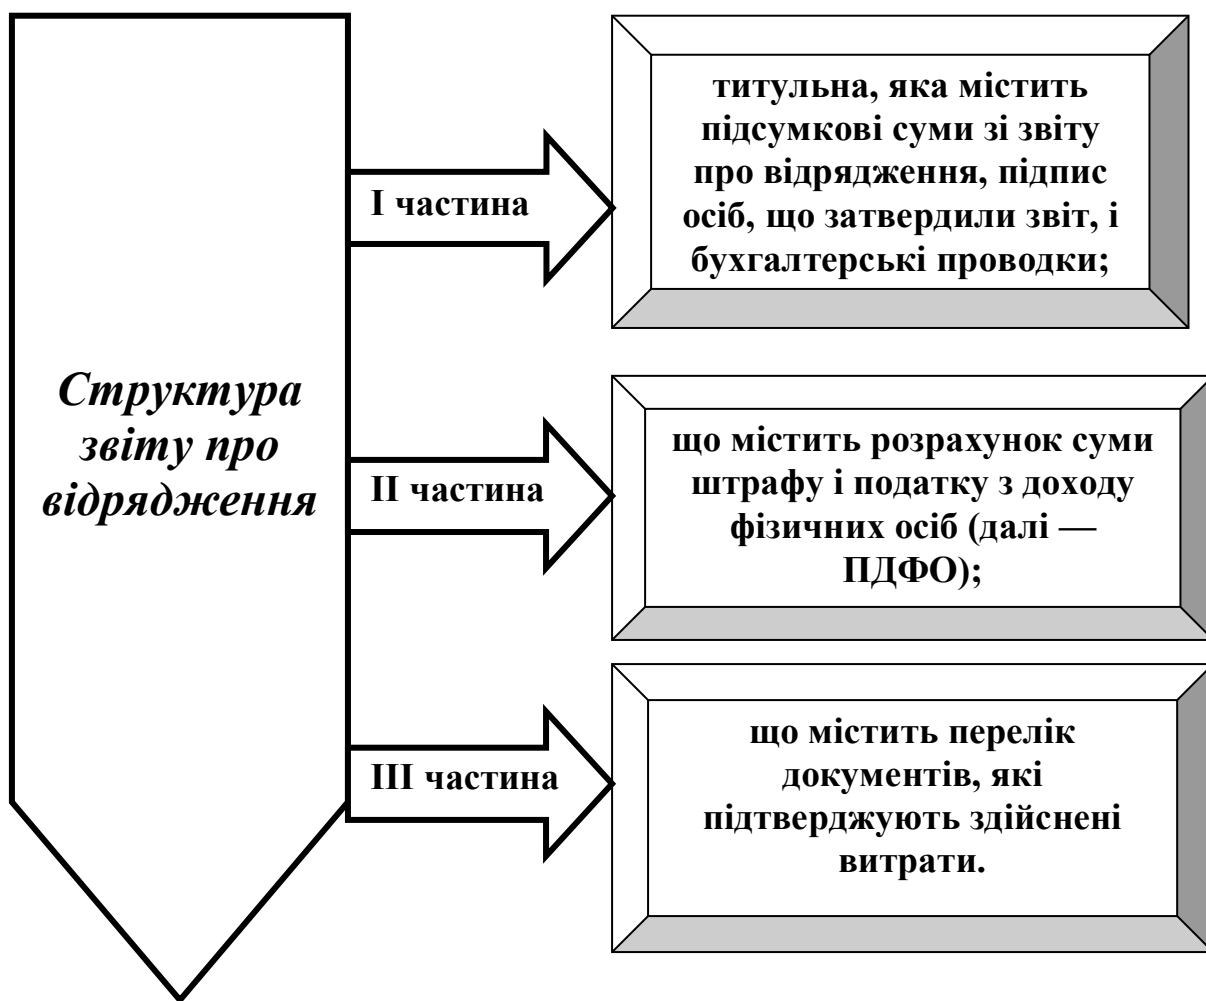 Структура
звіту про
відрядження
І частина
титульна, яка містить
підсумкові суми зі звіту
про відрядження, підпис
осіб, що затвердили звіт, і
бухгалтерські проводки;
ІІ частина
що містить розрахунок суми
штрафу і податку з доходу
фізичних осіб (далі —
ПДФО);
ІІІ частина
що містить перелік
документів, які
підтверджують здійснені
витрати.